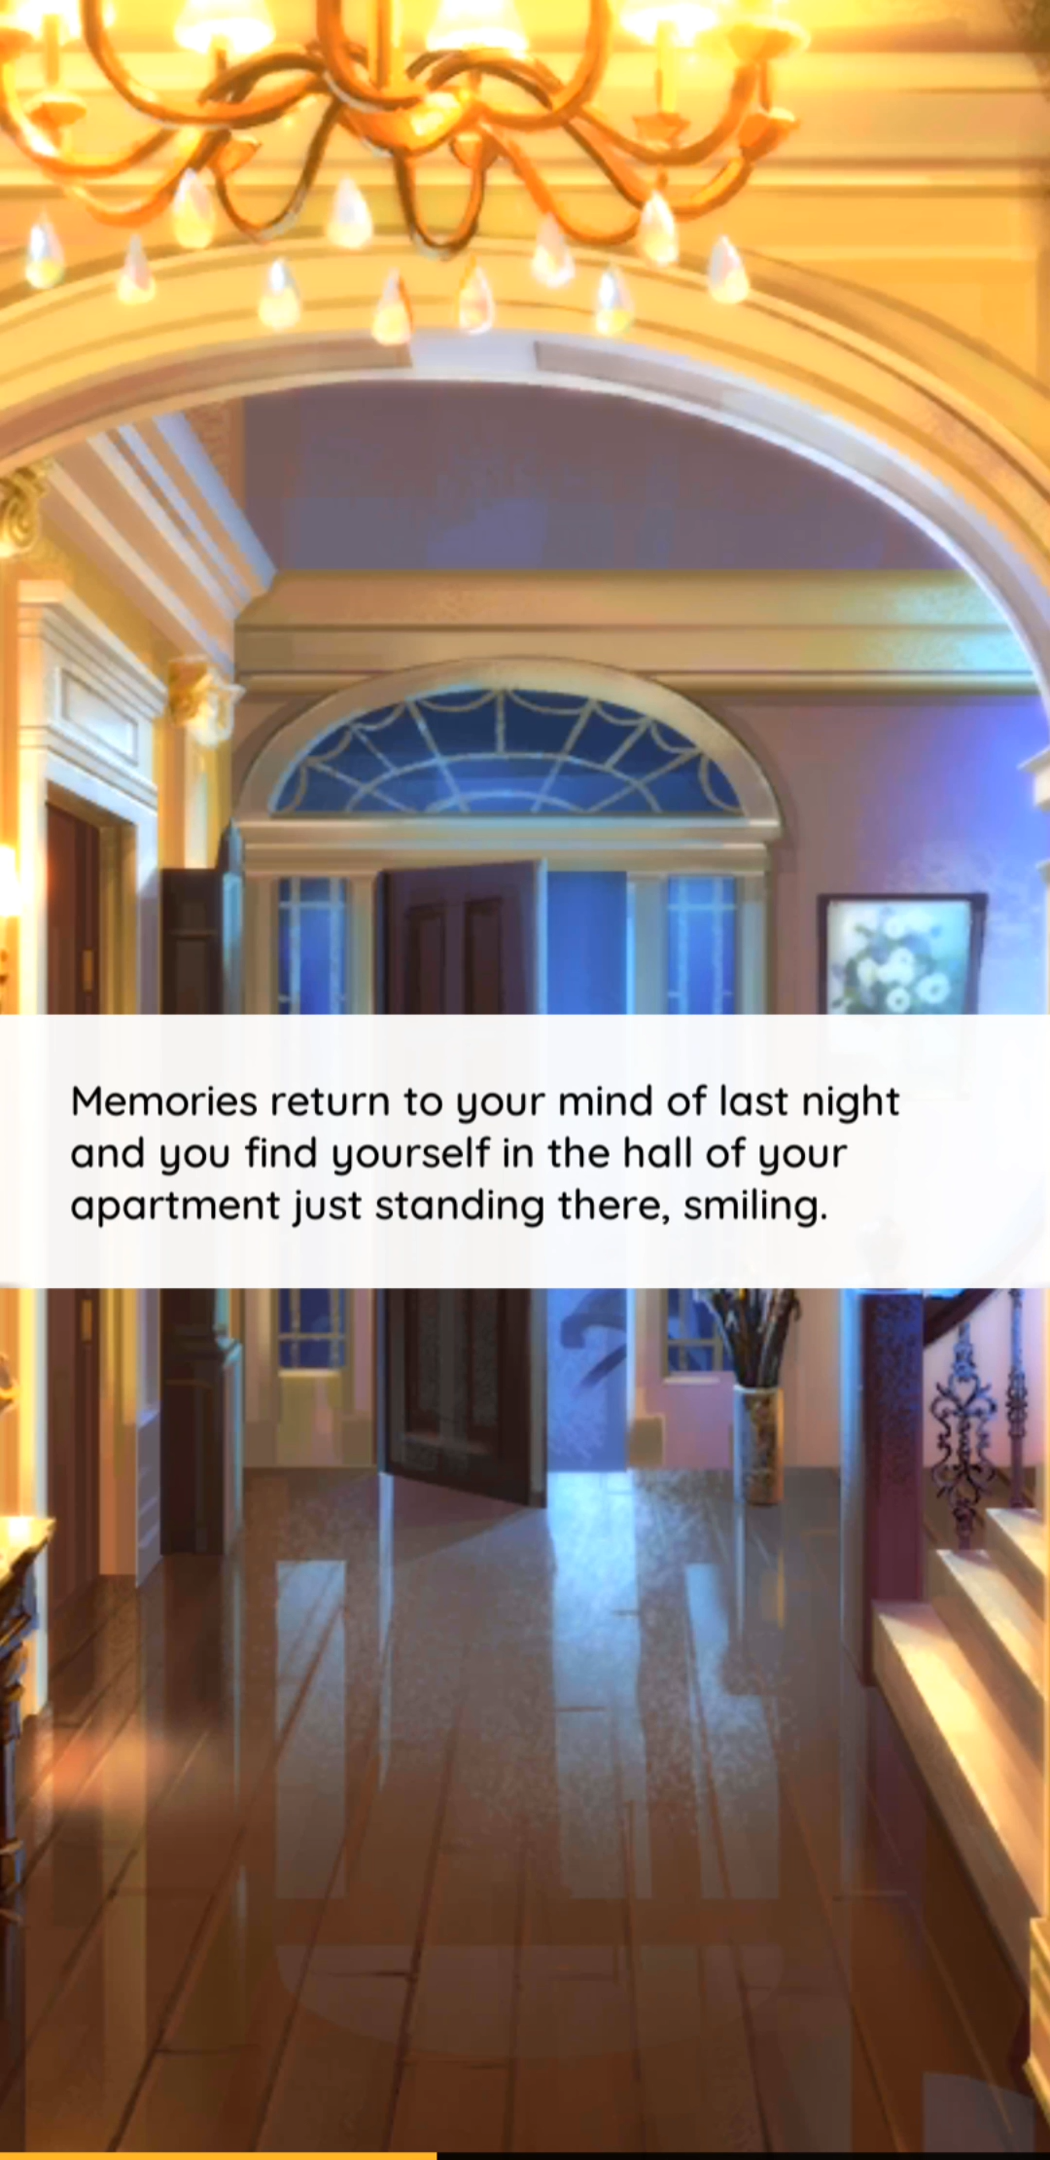 Memories return to your mind of last night
and you find yourself in the hall of your
apartment just standing there, smiling.